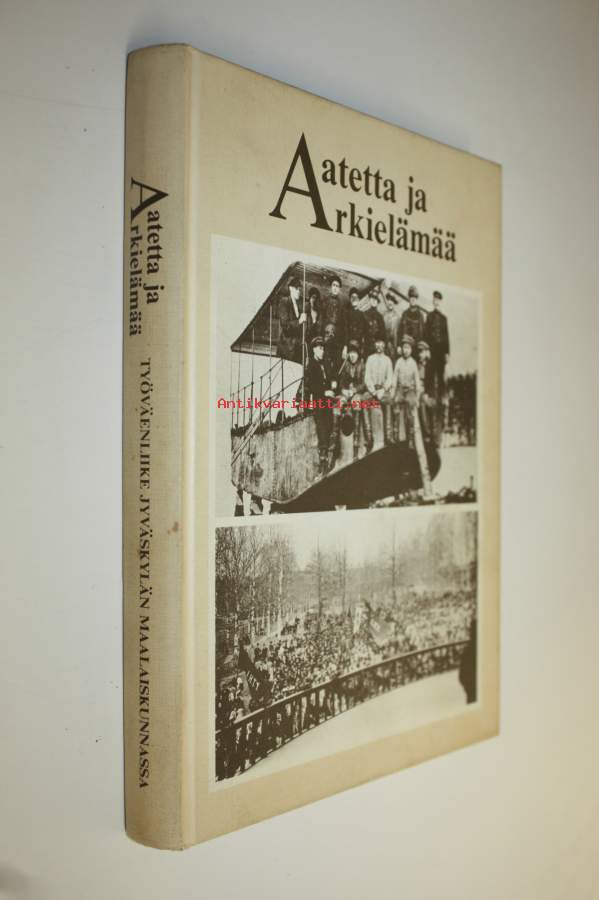 Aatetta ja
Arkielämää
Aatetta ja
Arkielämää
TYÖVÄENLIIKE JYVÄSKYLÄN MAALAISKUNNASSA
Antikvariaatti.net